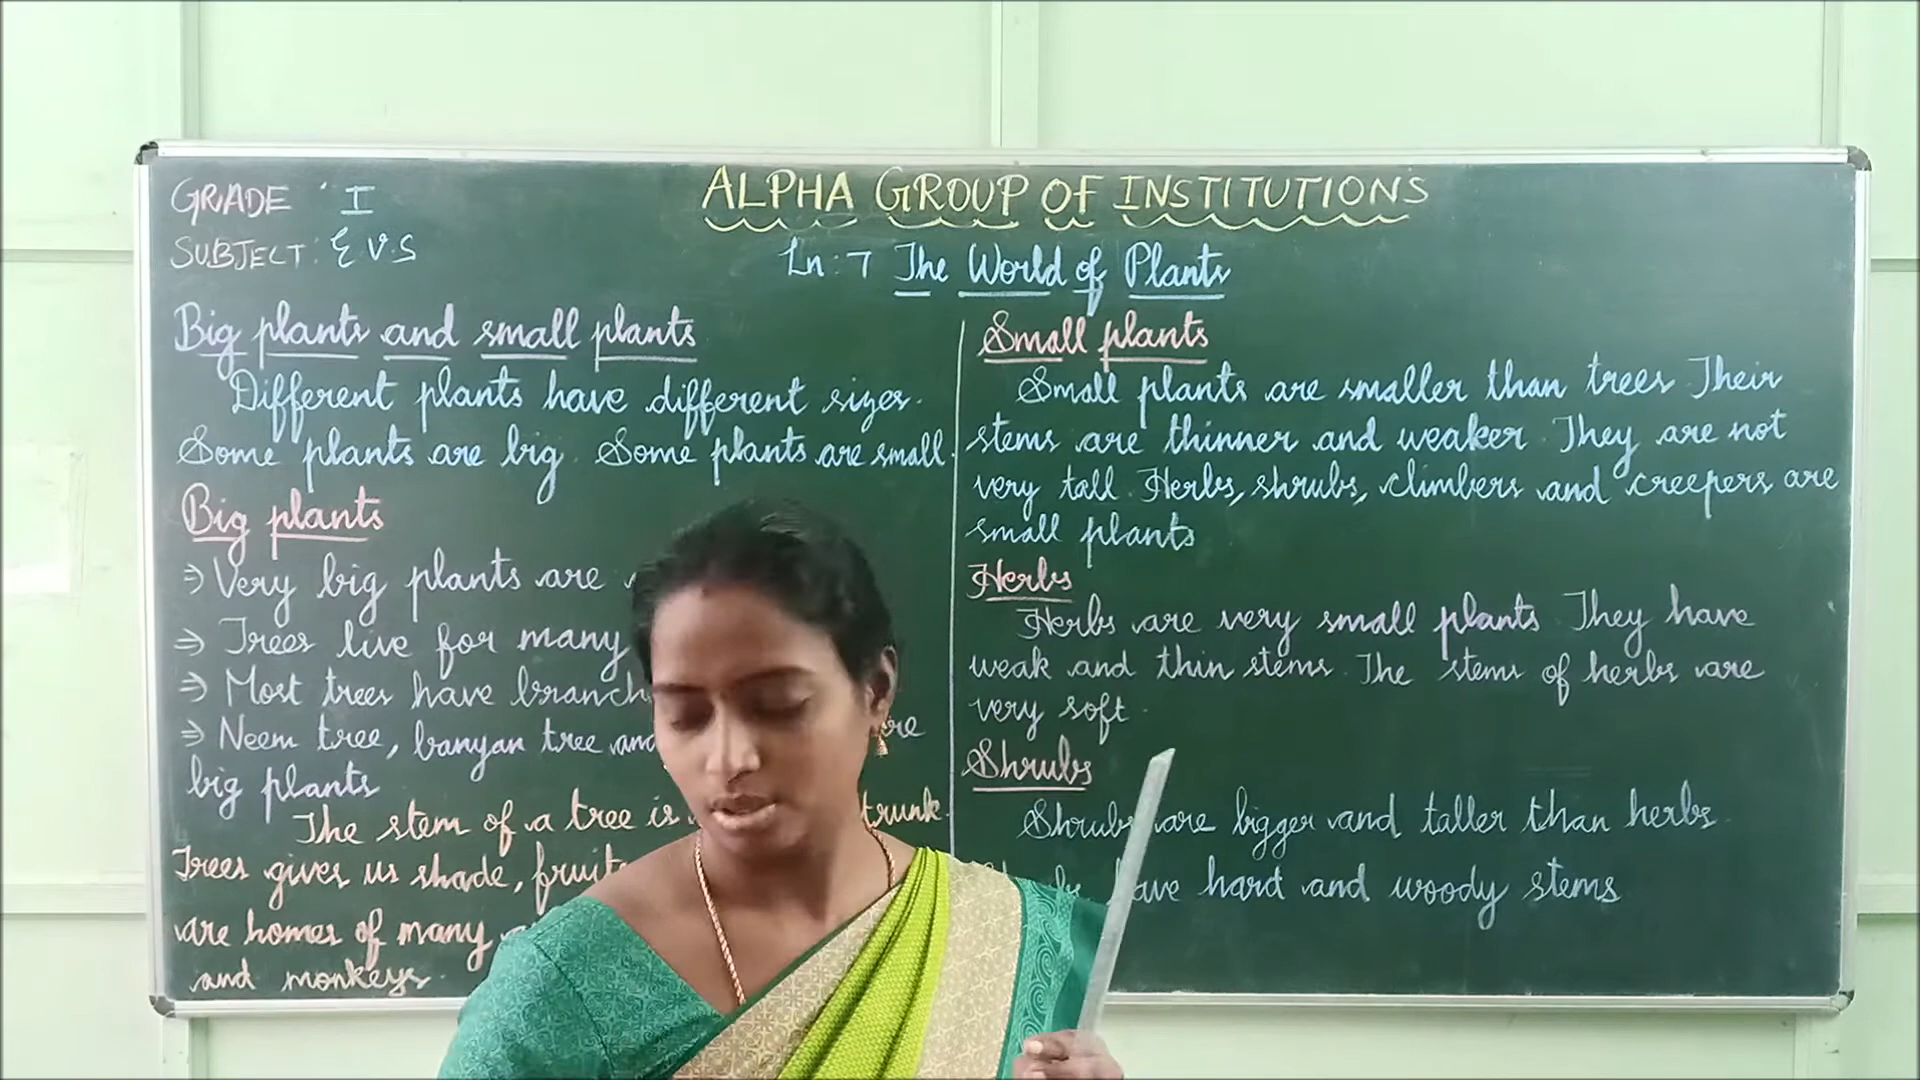 GRADE : I
SUBJECT : E V S
ALPHA GROUP OF INSTITUTIONS
Ln : 7 The World of Plants
Big plants and small plants
Different plants have different sizes.
Some plants are big. Some plants are small.
Big plants
⇒ Very big plants are
⇒ Trees live for many
⇒ Most trees have
⇒ Neem tree, banyan tree and
big plants
The stem of a tree is trunk.
Trees gives us shade,
are homes of many
and monkeys.
Small plants
Small plants are smaller than trees Their
stems are thinner and weaker. They are not
very tall. Herbs, shrubs, climbers and creepers are
small plants
Herbs
Herbs are very small plants. They have
weak and thin stems. The stems of herbs are
very soft.
Shrubs
Shrubs are bigger and taller than herbs.
have hard and woody stems